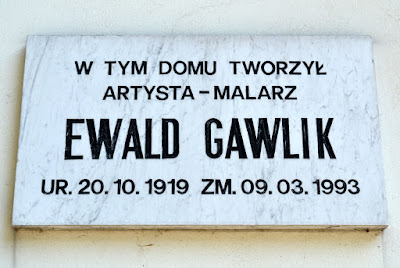 W TYM DOMU TWORZYŁ
ARTYSTA – MALARZ
EWALD GAWLIK
UR. 20. 10. 1919 ZM. 09. 03. 1993